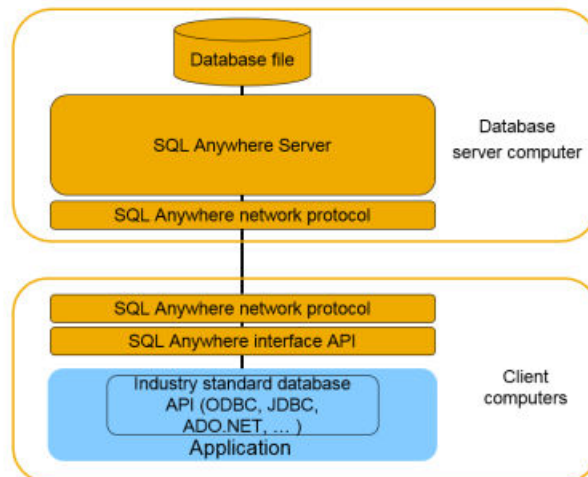 Database file
SQL Anywhere Server
Database
server computer
SQL Anywhere network protocol
SQL Anywhere network protocol
SQL Anywhere interface API
Industry standard database
API (ODBC, JDBC,
ADO.NET, ... )
Application
Client
computers